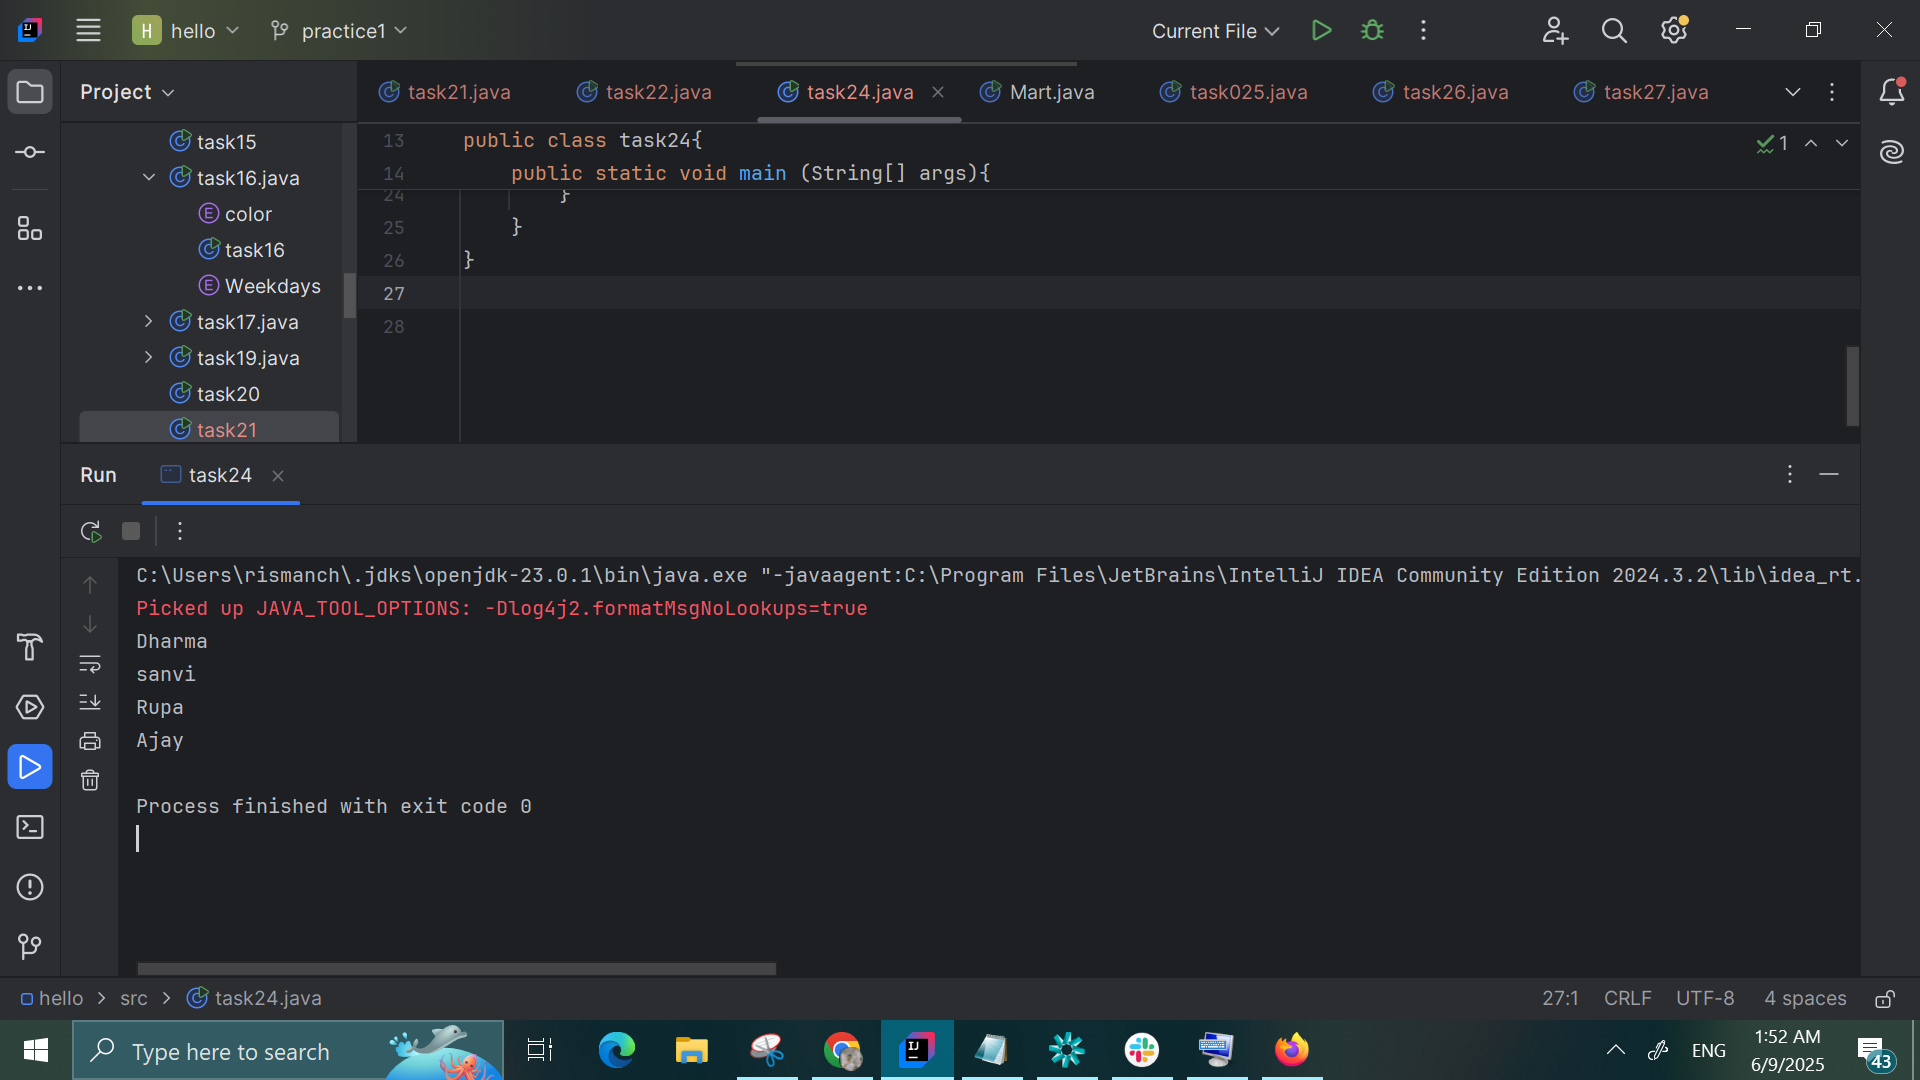 H hello practice1 Current File
Project
task21.java task22.java task24.java Mart.java task025.java task26.java task27.java
task15
task16.java
E color
task16
E Weekdays
task17.java
task19.java
task20
task21
13 public class task24{
14 public static void main (String[] args){
24 }
25 }
26 }
27
28
1
Run task24
C:\Users\rismanch\.jdks\openjdk-23.0.1\bin\java.exe "-javaagent:C:\Program Files\JetBrains\IntelliJ IDEA Community Edition 2024.3.2\lib\idea_rt.
Picked up JAVA_TOOL_OPTIONS: -Dlog4j2.formatMsgNoLookups=true
Dharma
sanvi
Rupa
Ajay
Process finished with exit code 0
hello > src > task24.java 27:1 CRLF UTF-8 4 spaces
Type here to search
ENG
1:52 AM
6/9/2025
43